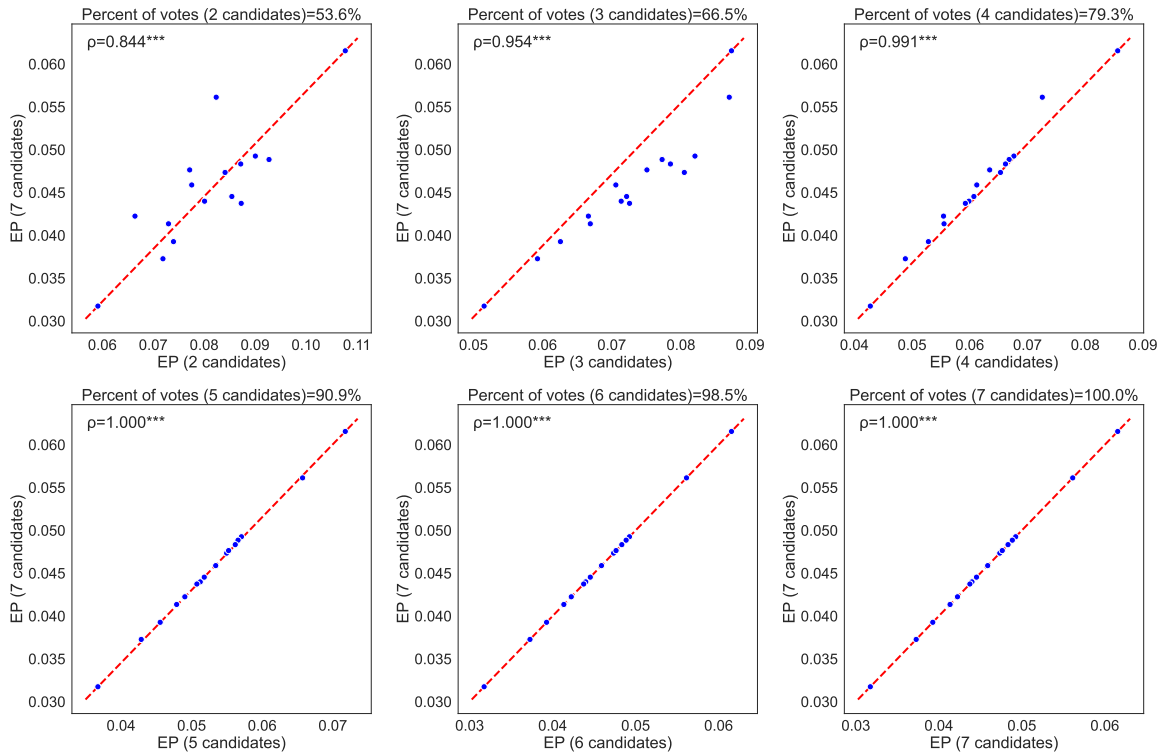 Percent of votes (2 candidates)=53.6%
ρ=0.844***
EP (7 candidates)
0.060
0.055
0.050
0.045
0.040
0.035
0.030
0.06 0.07 0.08 0.09 0.10 0.11
EP (2 candidates)
Percent of votes (3 candidates)=66.5%
ρ=0.954***
EP (7 candidates)
0.060
0.055
0.050
0.045
0.040
0.035
0.030
0.05 0.06 0.07 0.08 0.09
EP (3 candidates)
Percent of votes (4 candidates)=79.3%
ρ=0.991***
EP (7 candidates)
0.060
0.055
0.050
0.045
0.040
0.035
0.030
0.04 0.05 0.06 0.07 0.08 0.09
EP (4 candidates)
Percent of votes (5 candidates)=90.9%
ρ=1.000***
EP (7 candidates)
0.060
0.055
0.050
0.045
0.040
0.035
0.030
0.04 0.05 0.06 0.07
EP (5 candidates)
Percent of votes (6 candidates)=98.5%
ρ=1.000***
EP (7 candidates)
0.060
0.055
0.050
0.045
0.040
0.035
0.030
0.03 0.04 0.05 0.06
EP (6 candidates)
Percent of votes (7 candidates)=100.0%
ρ=1.000***
EP (7 candidates)
0.060
0.055
0.050
0.045
0.040
0.035
0.030
0.03 0.04 0.05 0.06
EP (7 candidates)